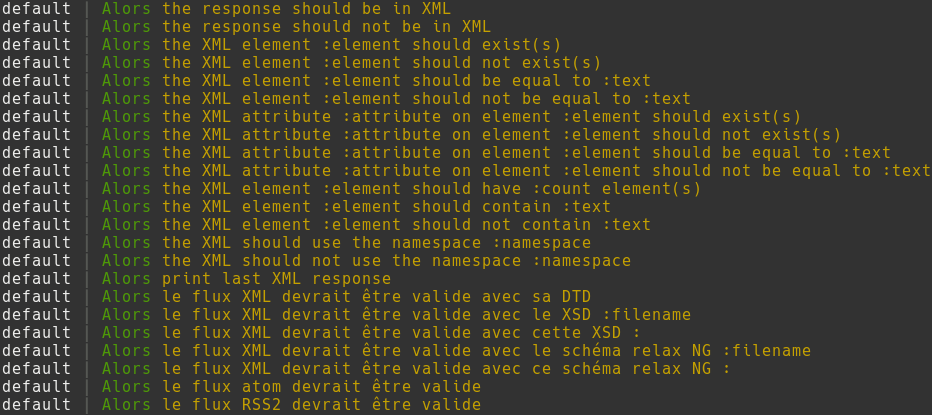 default | Alors the response should be in XML
default | Alors the response should not be in XML
default | Alors the XML element :element should exist(s)
default | Alors the XML element :element should not exist(s)
default | Alors the XML element :element should be equal to :text
default | Alors the XML element :element should not be equal to :text
default | Alors the XML attribute :attribute on element :element should exist(s)
default | Alors the XML attribute :attribute on element :element should not exist(s)
default | Alors the XML attribute :attribute on element :element should be equal to :text
default | Alors the XML attribute :attribute on element :element should not be equal to :text
default | Alors the XML element :element should have :count element(s)
default | Alors the XML element :element should contain :text
default | Alors the XML element :element should not contain :text
default | Alors the XML should use the namespace :namespace
default | Alors the XML should not use the namespace :namespace
default | Alors print last XML response
default | Alors le flux XML devrait être valide avec sa DTD
default | Alors le flux XML devrait être valide avec le XSD :filename
default | Alors le flux XML devrait être valide avec cette XSD :
default | Alors le flux XML devrait être valide avec le schéma relax NG :filename
default | Alors le flux XML devrait être valide avec ce schéma relax NG :
default | Alors le flux atom devrait être valide
default | Alors le flux RSS2 devrait être valide